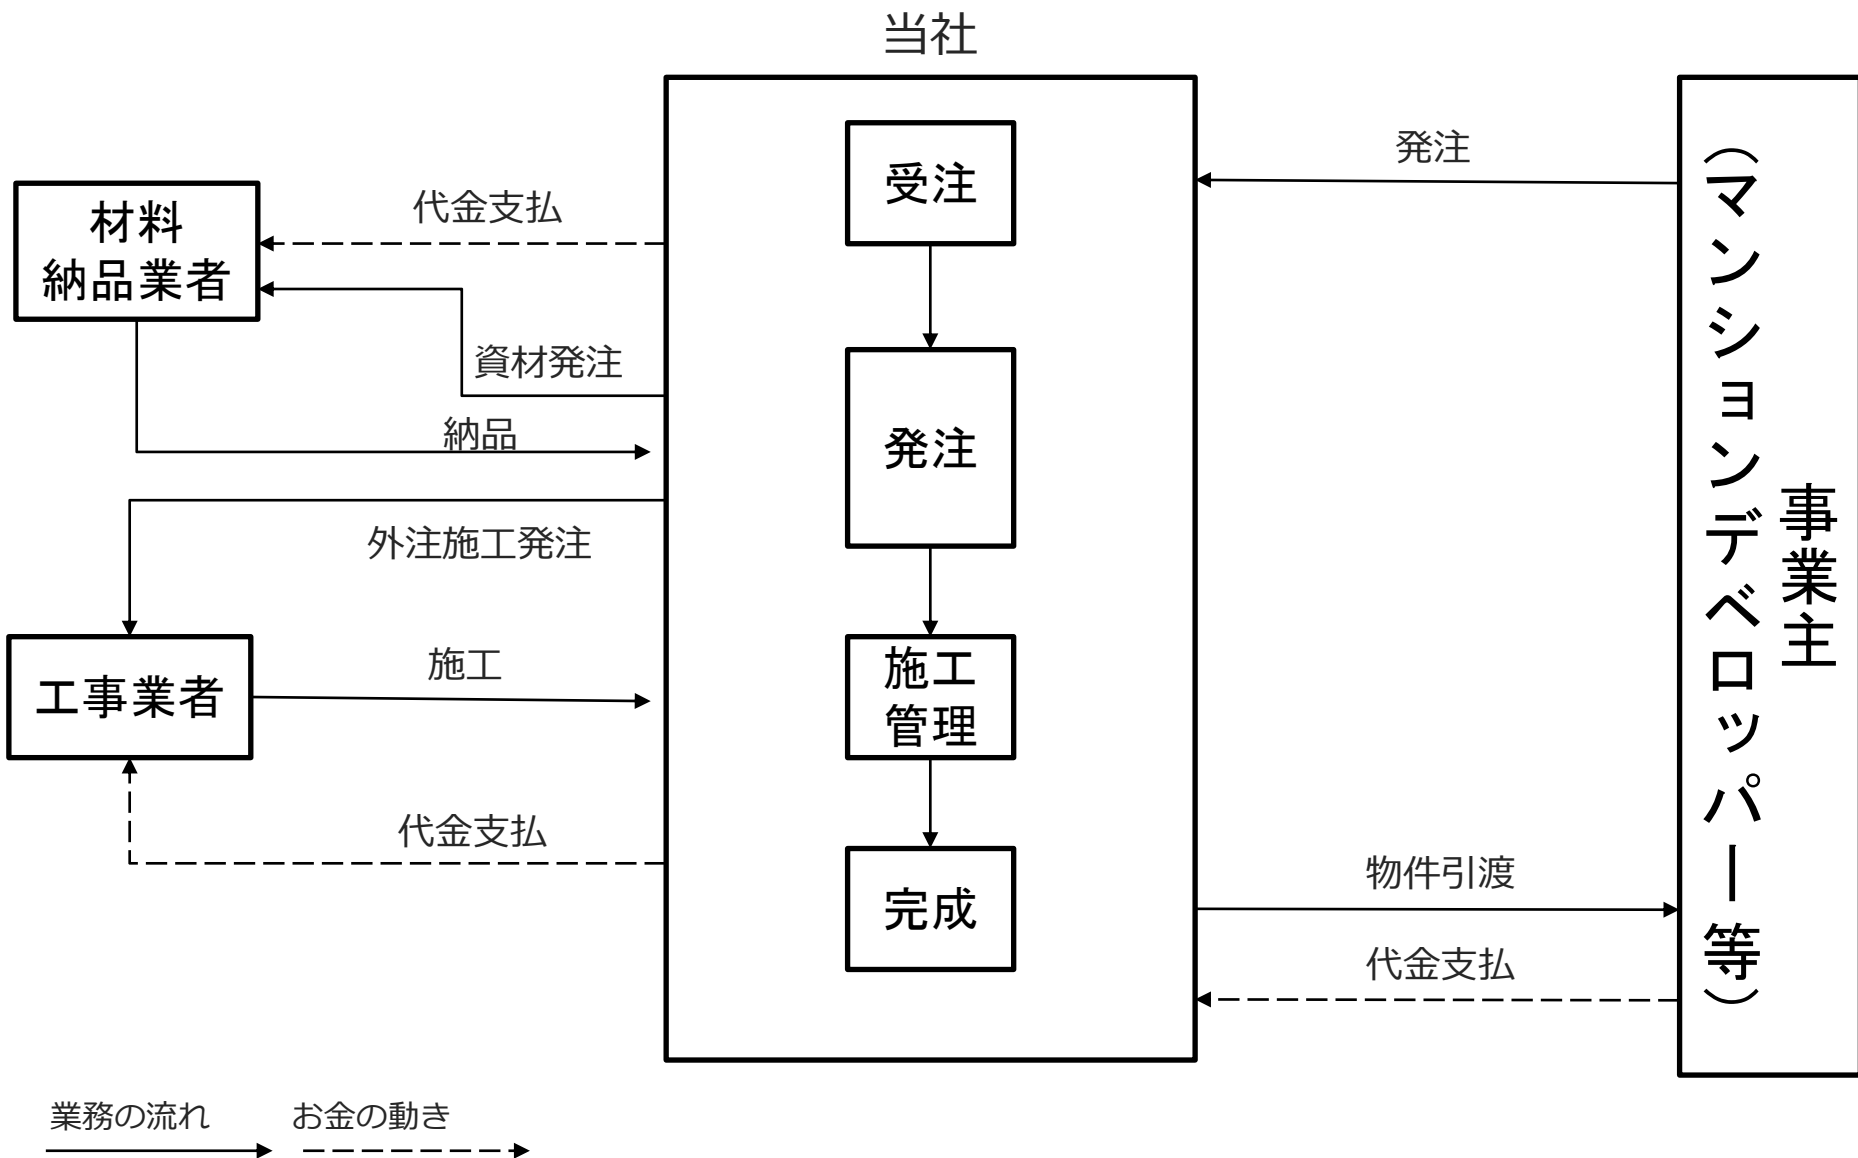 当社
受注
発注
代金支払
材料
納品業者
資材発注
納品
発注
外注施工発注
工事業者
施工
施工
管理
代金支払
完成
物件引渡
代金支払
事業主
（マンションデベロッパー等）
業務の流れ
お金の動き